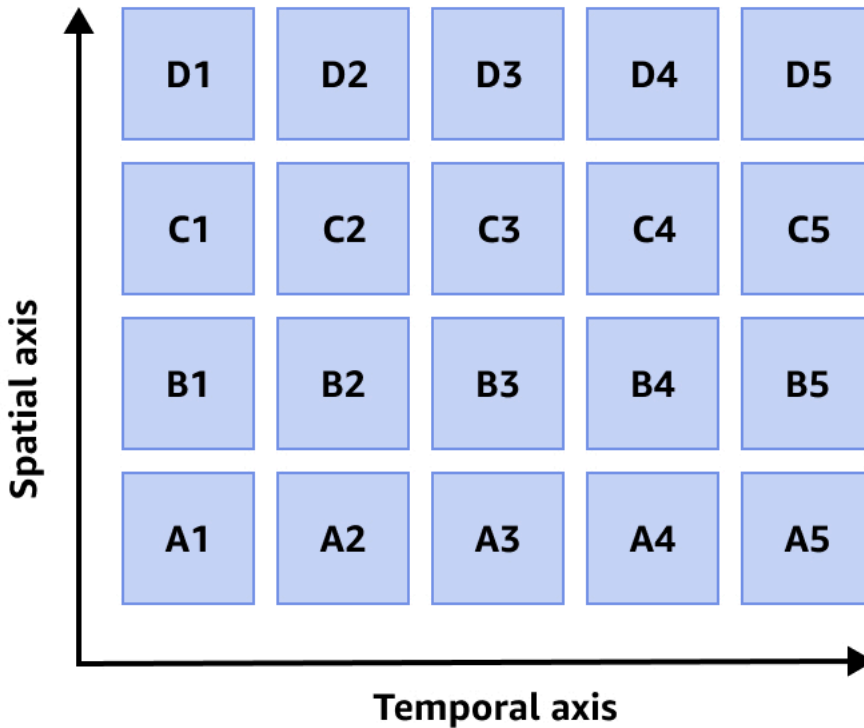 D1 D2 D3 D4 D5
C1 C2 C3 C4 C5
B1 B2 B3 B4 B5
A1 A2 A3 A4 A5
Spatial axis
Temporal axis